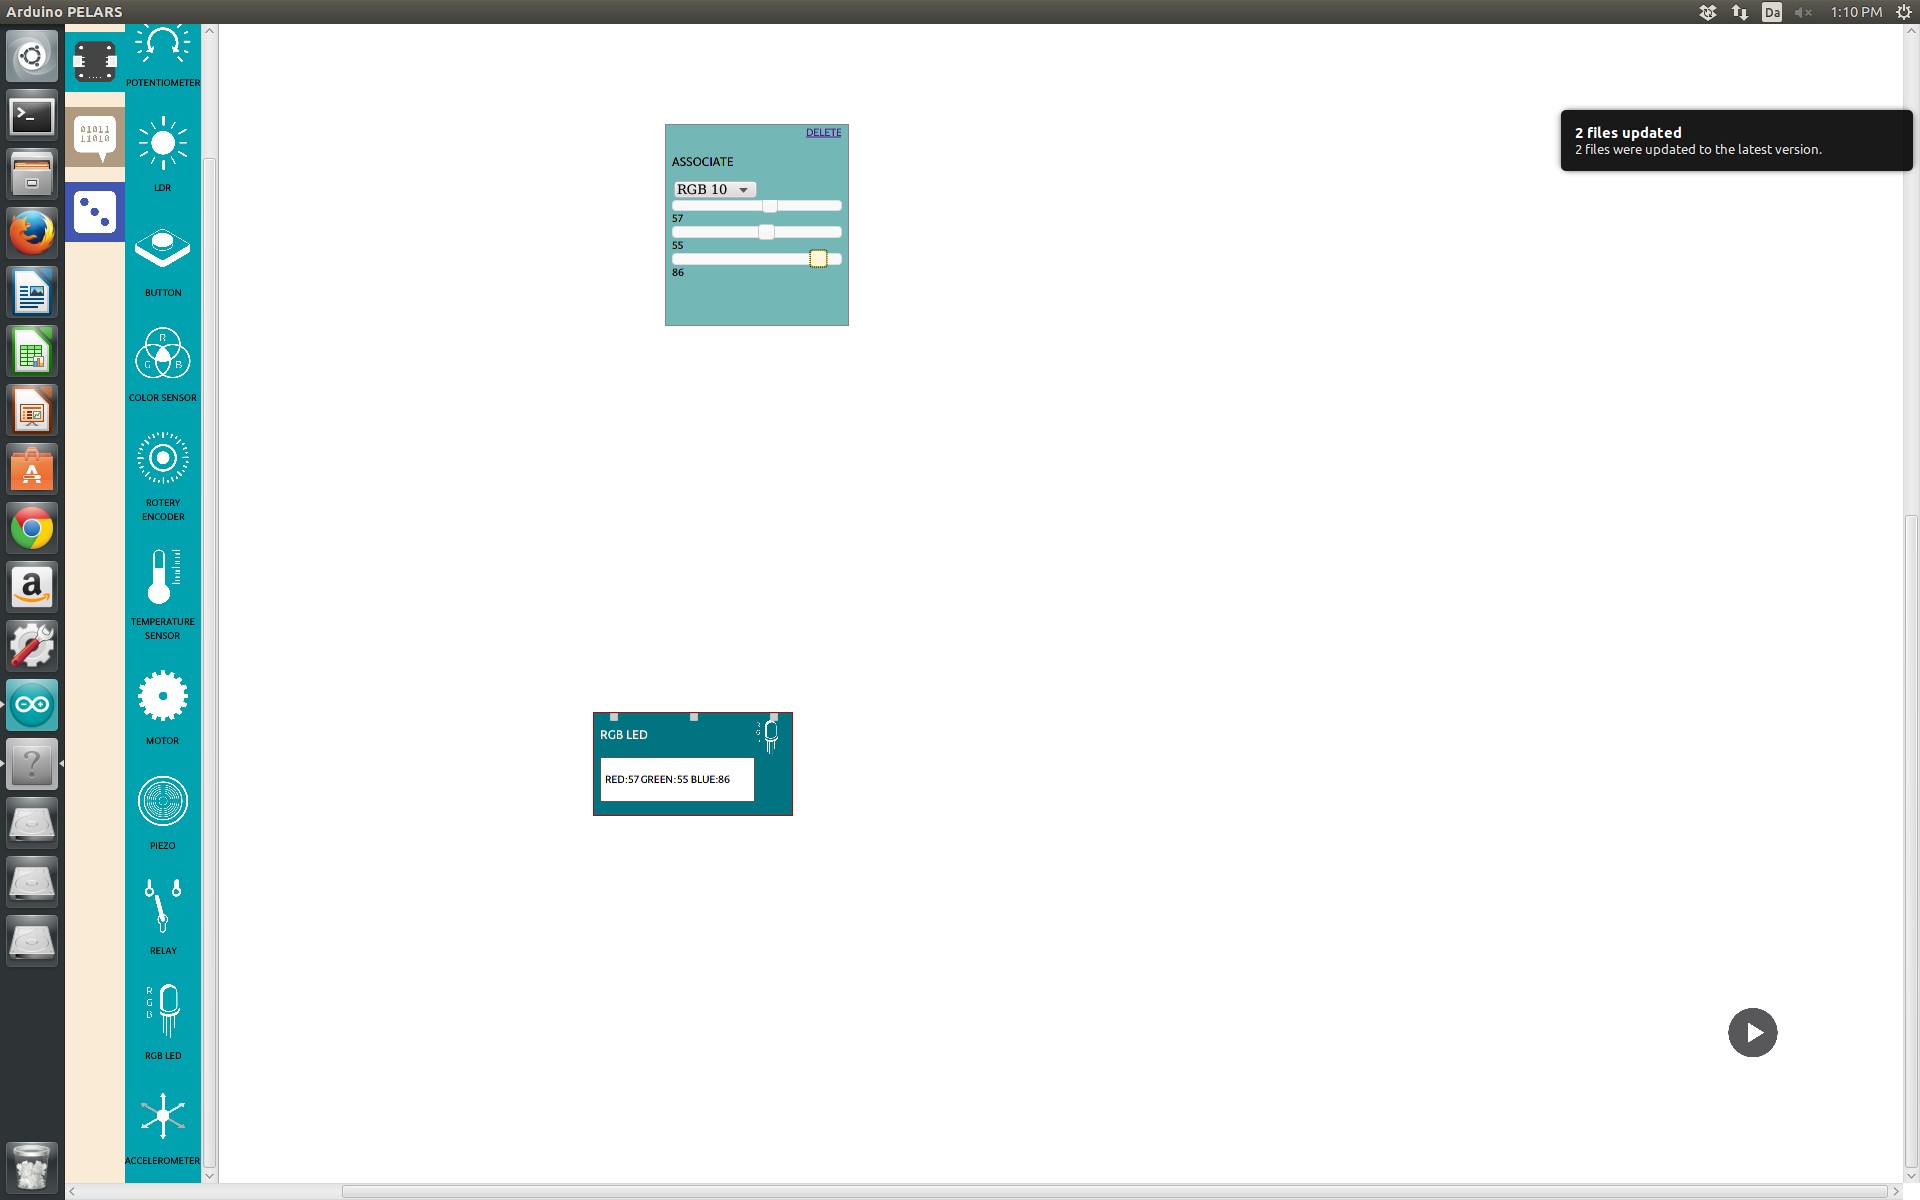 Arduino PELARS
Da
1:10 PM
01011
11010
POTENTIOMETER
LDR
BUTTON
R
G B
COLOR SENSOR
ROTERY
ENCODER
TEMPERATURE
SENSOR
MOTOR
PIEZO
RELAY
R
G
B
RGB LED
ACCELEROMETER
DELETE
ASSOCIATE
RGB 10
57
55
86
RGB LED
RED:57 GREEN:55 BLUE:86
2 files updated
2 files were updated to the latest version.